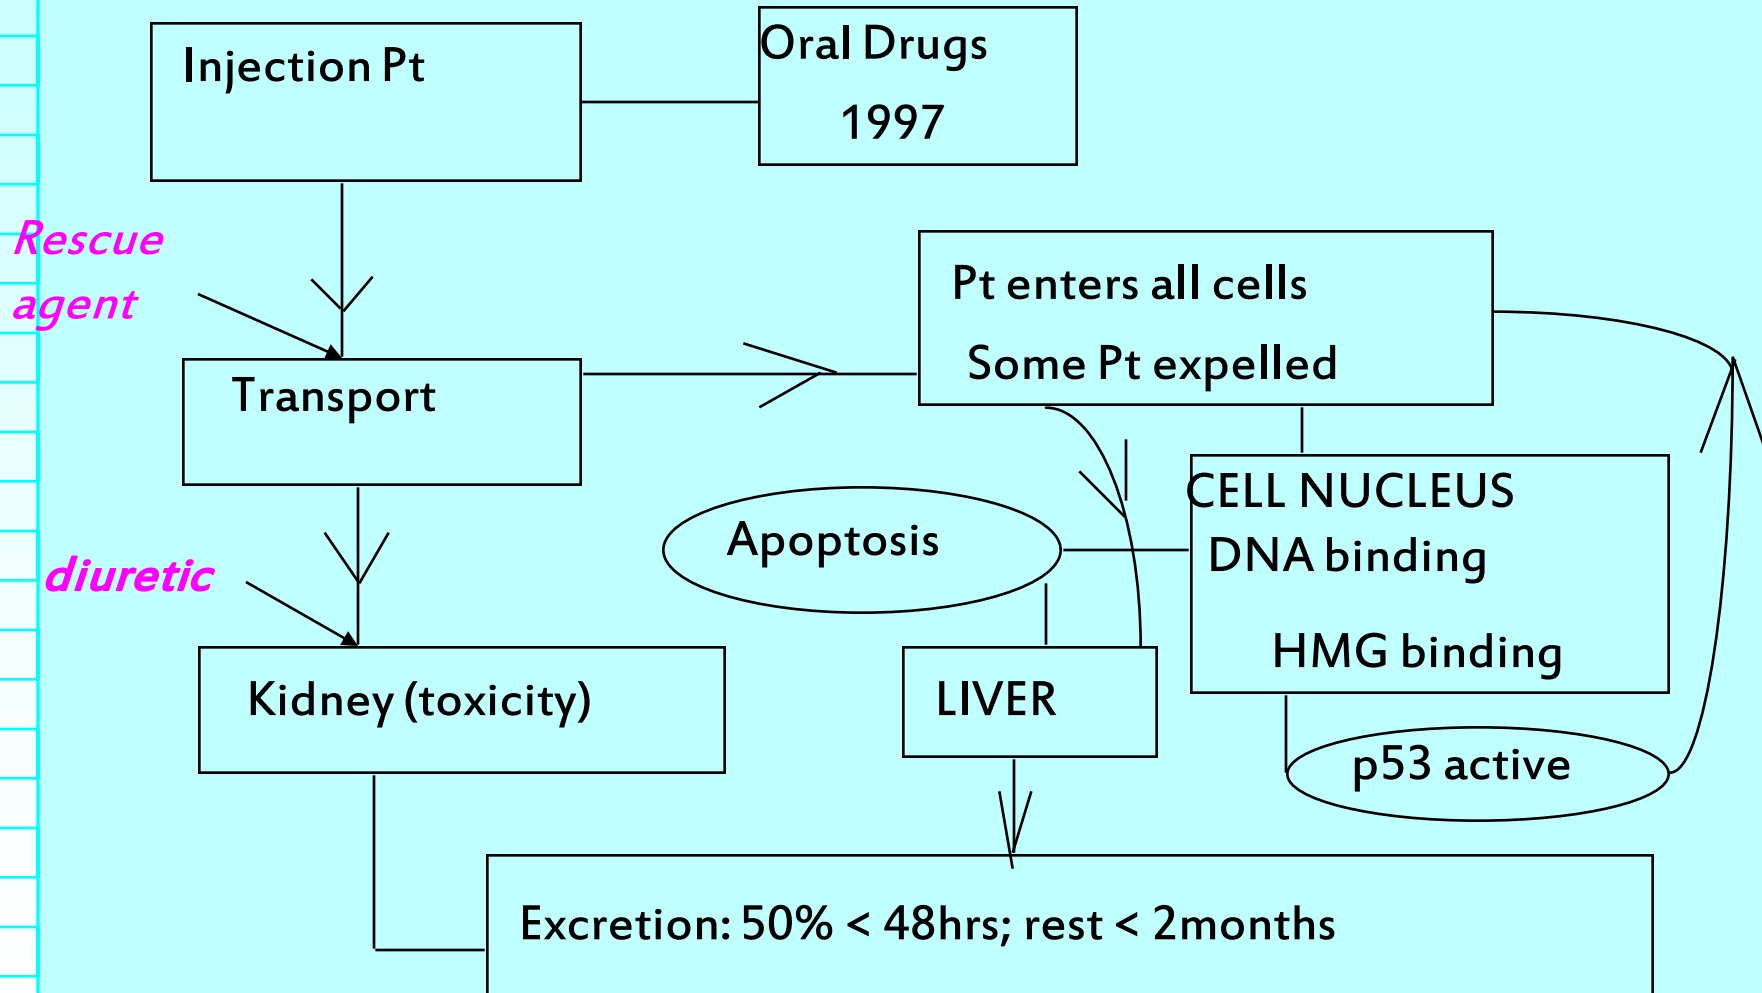 Injection Pt
Oral Drugs
1997
Rescue
agent
Transport
Pt enters all cells
Some Pt expelled
diuretic
Apoptosis
CELL NUCLEUS
DNA binding
HMG binding
Kidney (toxicity)
LIVER
p53 active
Excretion: 50% < 48hrs; rest < 2months